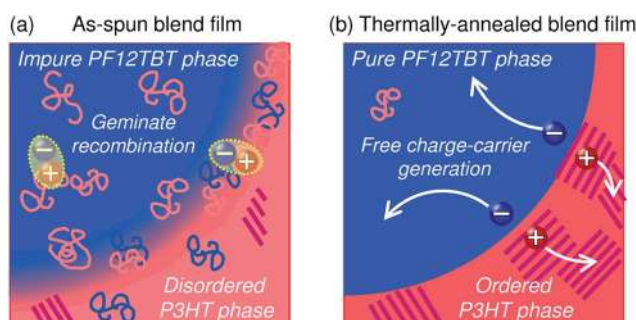 (a) As-spun blend film
Impure PF12TBT phase
Geminate
recombination
−
+
−
+
Disordered
P3HT phase
(b) Thermally-annealed blend film
Pure PF12TBT phase
Free charge-carrier
generation
−
+
−
+
Ordered
P3HT phase